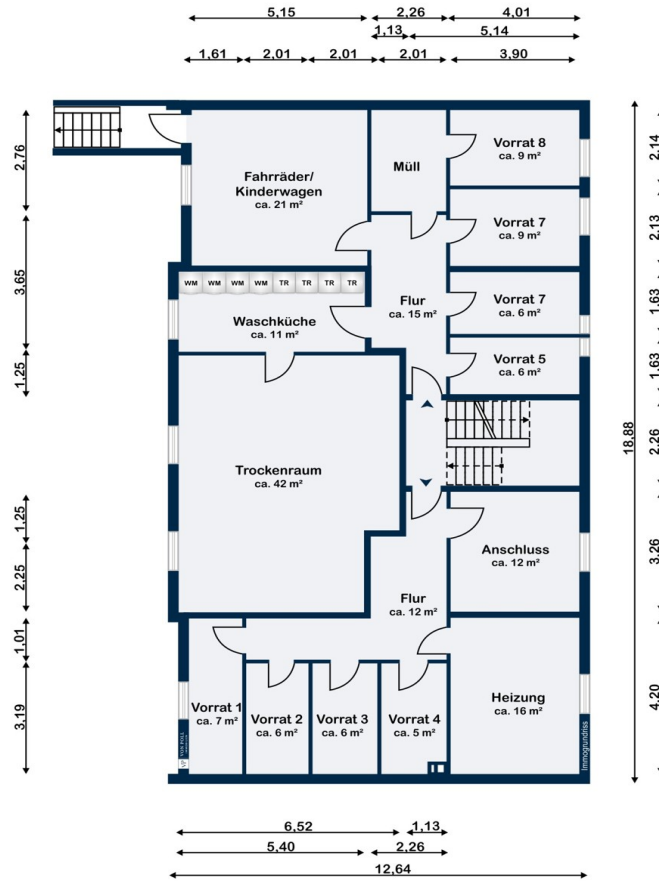 5,15
2,26
4,01
1,13
5,14
1,61
2,01
2,01
2,01
3,90
2,76
3,65
1,25
1,25
2,25
1,01
3,19
Fahrräder/
Kinderwagen
ca. 21 m²
Müll
Vorrat 8
ca. 9 m²
Vorrat 7
ca. 9 m²
WM WM WM WM TR TR TR TR
Waschküche
ca. 11 m²
Flur
ca. 15 m²
Vorrat 7
ca. 6 m²
Vorrat 5
ca. 6 m²
Trockenraum
ca. 42 m²
Anschluss
ca. 12 m²
Flur
ca. 12 m²
Vorrat 1
ca. 7 m²
Vorrat 2
ca. 6 m²
Vorrat 3
ca. 6 m²
Vorrat 4
ca. 5 m²
Heizung
ca. 16 m²
VP VON POLL
Immogrundriss
18,88
2,14
2,13
1,63
1,63
2,26
3,26
4,20
6,52
1,13
5,40
2,26
12,64